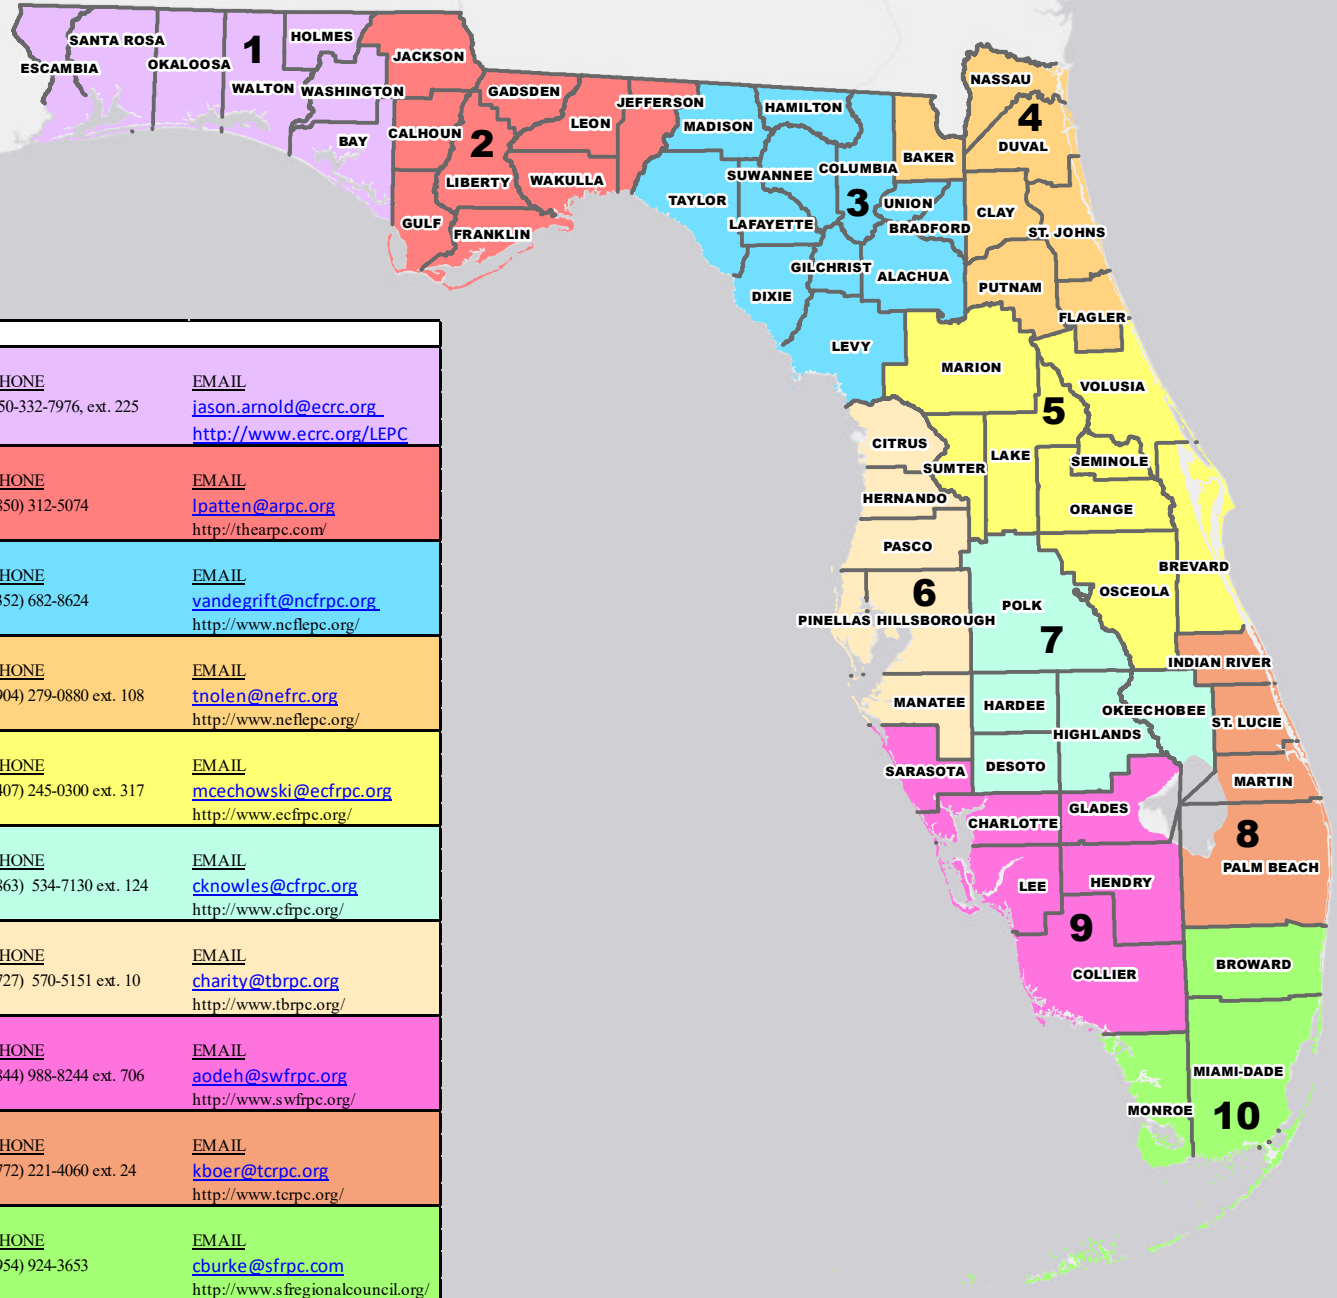 SANTA ROSA
ESCAMBIA
OKALOOSA
1
WALTON
HOLMES
WASHINGTON
BAY
JACKSON
CALHOUN
GULF
GADSDEN
2
LIBERTY
FRANKLIN
LEON
WAKULLA
JEFFERSON
MADISON
TAYLOR
HAMILTON
SUWANNEE
LAFAYETTE
COLUMBIA
3
UNION
BRADFORD
GILCHRIST
ALACHUA
DIXIE
LEVY
BAKER
NASSAU
4
DUVAL
CLAY
ST. JOHNS
PUTNAM
FLAGLER
MARION
VOLUSIA
5
LAKE
SUMTER
SEMINOLE
ORANGE
BREVARD
OSCEOLA
CITRUS
HERNANDO
PASCO
6
PINELLAS HILLSBOROUGH
MANATEE
POLK
7
HARDEE
HIGHLANDS
OKEECHOBEE
DESOTO
INDIAN RIVER
ST. LUCIE
MARTIN
8
PALM BEACH
SARASOTA
CHARLOTTE
GLADES
LEE
HENDRY
9
COLLIER
BROWARD
MIAMI-DADE
MONROE
10
HONE EMAIL
50-332-7976, ext. 225 jason.arnold@ecrc.org
http://www.ecrc.org/LEPC
HONE EMAIL
850) 312-5074 lpatten@arpc.org
http://thearpc.com/
HONE EMAIL
352) 682-8624 vandegrift@ncfrpc.org
http://www.ncflepc.org/
HONE EMAIL
904) 279-0880 ext. 108 tnolen@nefrc.org
http://www.neflepc.org/
HONE EMAIL
407) 245-0300 ext. 317 mcechowski@ecfrpc.org
http://www.ecfrpc.org/
HONE EMAIL
863) 534-7130 ext. 124 cknowles@cfrpc.org
http://www.cfrpc.org/
HONE EMAIL
727) 570-5151 ext. 10 charity@tbrpc.org
http://www.tbrpc.org/
HONE EMAIL
844) 988-8244 ext. 706 aodeh@swfrpc.org
http://www.swfrpc.org/
HONE EMAIL
772) 221-4060 ext. 24 kboer@tcrpc.org
http://www.tcrpc.org/
HONE EMAIL
954) 924-3653 cburke@sfrpc.com
http://www.sfregionalcouncil.org/